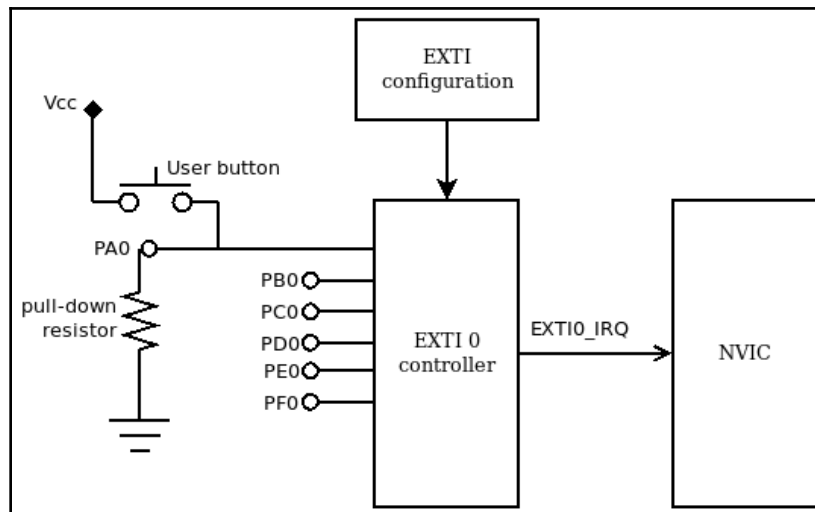 EXTI
configuration
Vcc
User button
PA0
PB0
pull-down
resistor
PC0
PD0
PE0
PF0
EXTI 0
controller
EXTI0_IRQ
NVIC